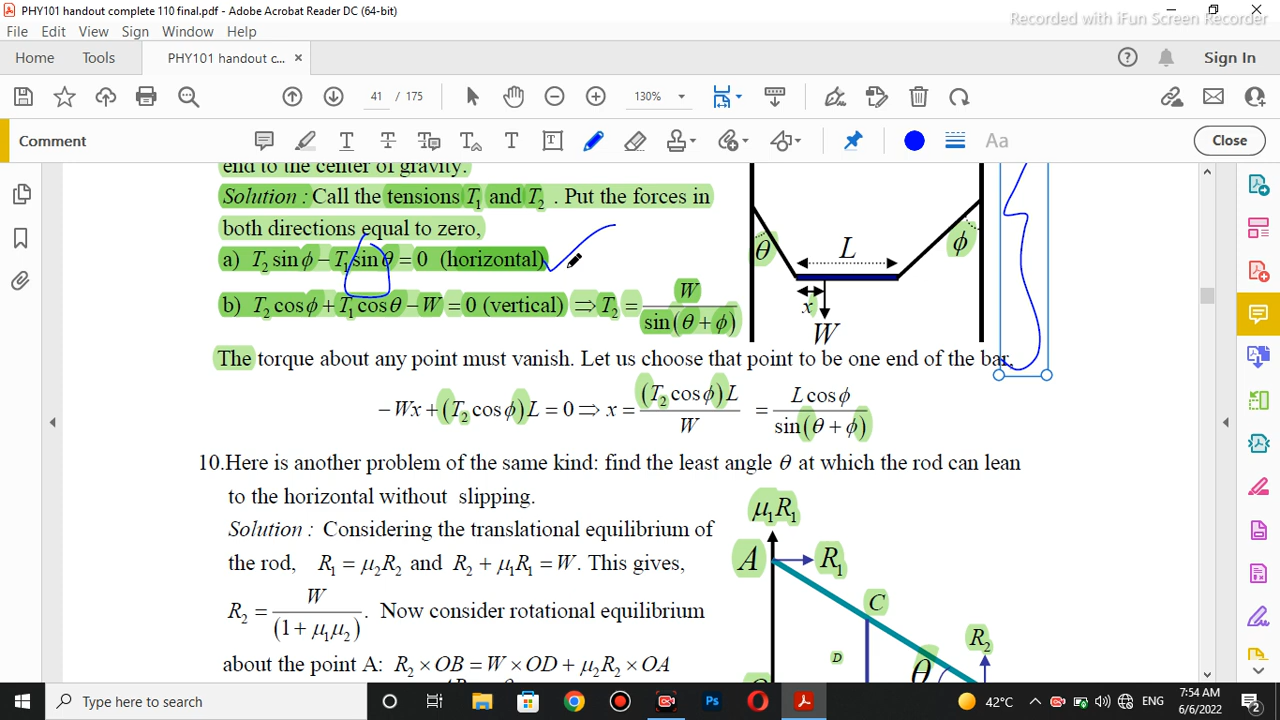 PHY101 handout complete 110 final.pdf - Adobe Acrobat Reader DC (64-bit)
Recorded with iFun Screen Recorder
File Edit View Sign Window Help
Home Tools PHY101 handout c... × Sign In
41 / 175 130%
Comment Close
end to the center of gravity.
Solution : Call the tensions T₁ and T₂ . Put the forces in
both directions equal to zero,
a) T₂ sin ϕ − T₁ sin θ = 0 (horizontal)
b) T₂ cos ϕ + T₁ cos θ − W = 0 (vertical) ⇒ T₂ = W / sin(θ + ϕ)
θ L ϕ
x
W
The torque about any point must vanish. Let us choose that point to be one end of the bar.
− Wx + (T₂ cos ϕ) L = 0 ⇒ x = (T₂ cos ϕ) L / W = L cos ϕ / sin(θ + ϕ)
10.Here is another problem of the same kind: find the least angle θ at which the rod can lean
to the horizontal without slipping.
Solution : Considering the translational equilibrium of
the rod, R₁ = μ₂R₂ and R₂ + μ₁R₁ = W. This gives,
R₂ = W / (1 + μ₁μ₂). Now consider rotational equilibrium
about the point A: R₂ × OB = W × OD + μ₂R₂ × OA
μ₁R₁
A R₁
C
R₂
D θ
Type here to search
42°C ENG 7:54 AM
6/6/2022 2